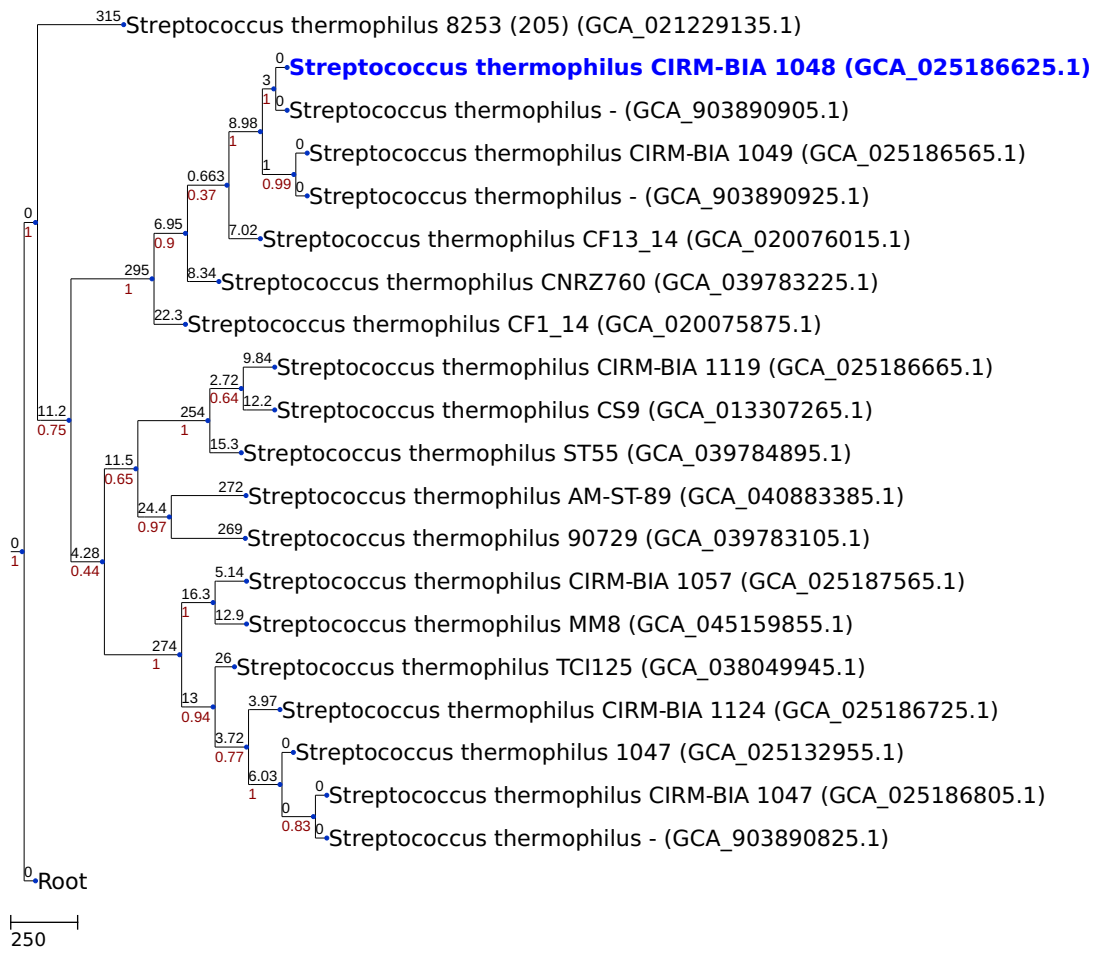 315
Streptococcus thermophilus 8253 (205) (GCA_021229135.1)
0
Streptococcus thermophilus CIRM-BIA 1048 (GCA_025186625.1)
3
1
0
Streptococcus thermophilus - (GCA_903890905.1)
8.98
1
0
Streptococcus thermophilus CIRM-BIA 1049 (GCA_025186565.1)
1
0.99
0
Streptococcus thermophilus - (GCA_903890925.1)
0.663
0.37
7.02
Streptococcus thermophilus CF13_14 (GCA_020076015.1)
6.95
0.9
0
1
8.34
Streptococcus thermophilus CNRZ760 (GCA_039783225.1)
295
1
22.3
Streptococcus thermophilus CF1_14 (GCA_020075875.1)
9.84
Streptococcus thermophilus CIRM-BIA 1119 (GCA_025186665.1)
2.72
0.64
12.2
Streptococcus thermophilus CS9 (GCA_013307265.1)
11.2
0.75
254
1
15.3
Streptococcus thermophilus ST55 (GCA_039784895.1)
11.5
0.65
272
Streptococcus thermophilus AM-ST-89 (GCA_040883385.1)
24.4
0.97
269
Streptococcus thermophilus 90729 (GCA_039783105.1)
0
1
4.28
0.44
5.14
Streptococcus thermophilus CIRM-BIA 1057 (GCA_025187565.1)
16.3
1
12.9
Streptococcus thermophilus MM8 (GCA_045159855.1)
274
1
26
Streptococcus thermophilus TCI125 (GCA_038049945.1)
13
0.94
3.97
Streptococcus thermophilus CIRM-BIA 1124 (GCA_025186725.1)
3.72
0.77
0
Streptococcus thermophilus 1047 (GCA_025132955.1)
6.03
1
0
Streptococcus thermophilus CIRM-BIA 1047 (GCA_025186805.1)
0
0.83
0
Streptococcus thermophilus - (GCA_903890825.1)
0
Root
250